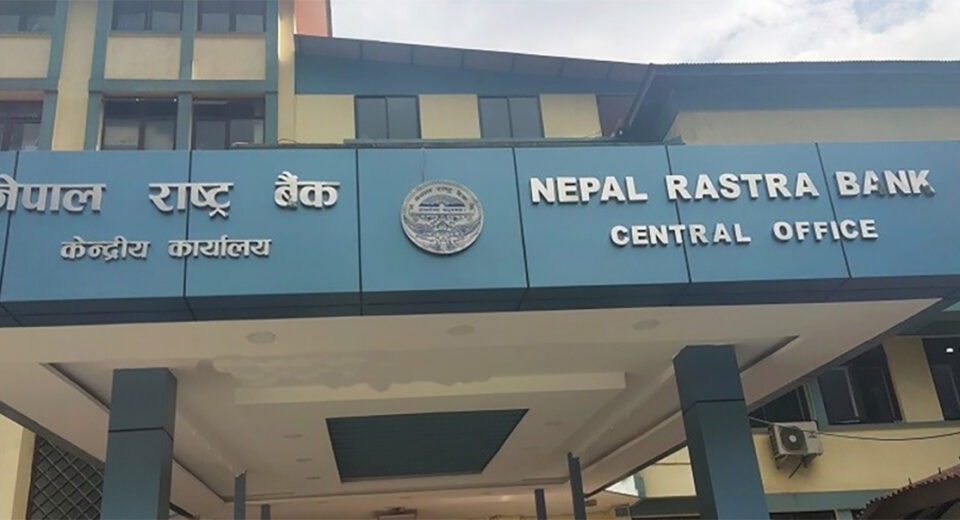 नेपाल राष्ट्र बैंक
केन्द्रीय कार्यालय
NEPAL RASTRA BANK
CENTRAL OFFICE